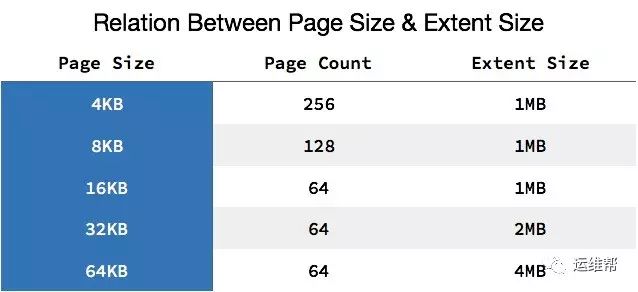 Relation Between Page Size & Extent Size
Page Size Page Count Extent Size
4KB 256 1MB
8KB 128 1MB
16KB 64 1MB
32KB 64 2MB
64KB 64 4MB
运维帮